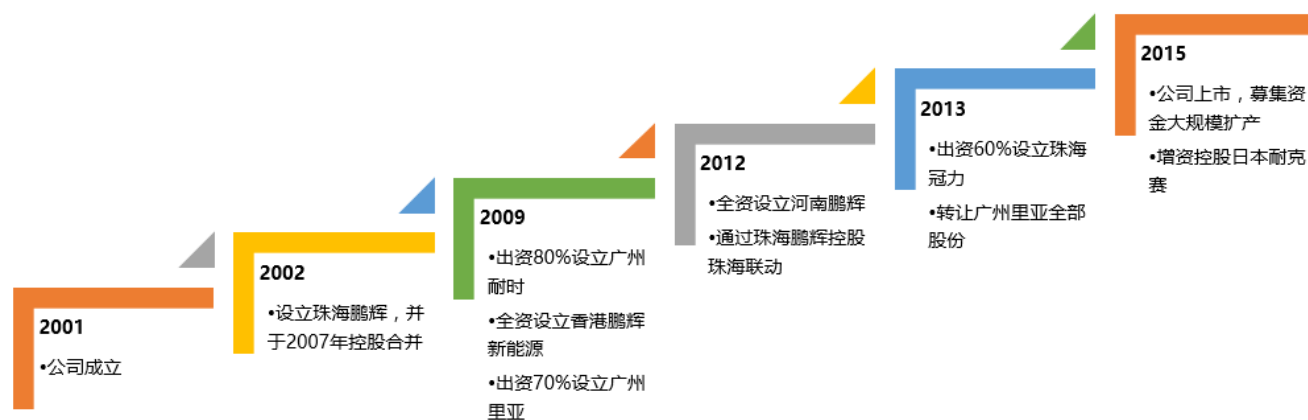 2001
•公司成立
2002
•设立珠海鹏辉，并
于2007年控股合并
2009
•出资80%设立广州
耐时
•全资设立香港鹏辉
新能源
•出资70%设立广州
里亚
2012
•全资设立河南鹏辉
•通过珠海鹏辉控股
珠海联动
2013
•出资60%设立珠海
冠力
•转让广州里亚全部
股份
2015
•公司上市，募集资
金大规模扩产
•增资控股日本耐克
赛